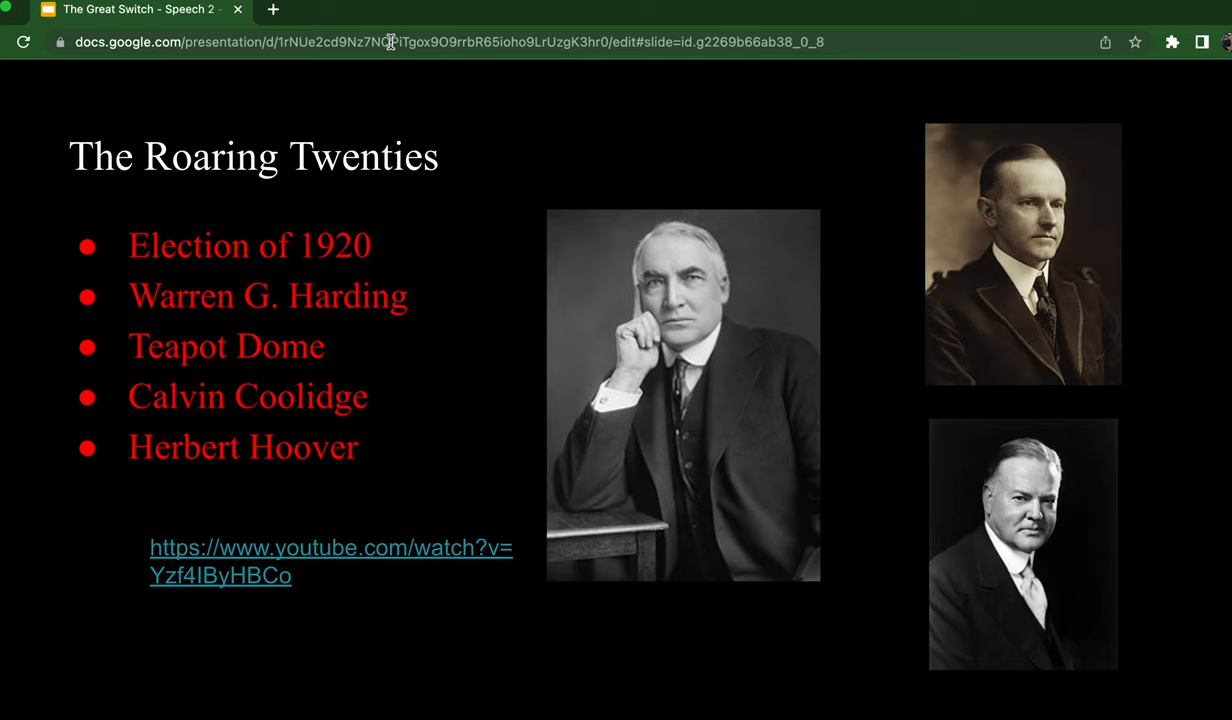 The Great Switch - Speech 2 -
docs.google.com/presentation/d/1rNUe2cd9Nz7NQPiTgox9O9rrbR65ioho9LrUzgK3hr0/edit#slide=id.g2269b66ab38_0_8
The Roaring Twenties
● Election of 1920
● Warren G. Harding
● Teapot Dome
● Calvin Coolidge
● Herbert Hoover
https://www.youtube.com/watch?v=
Yzf4IByHBCo